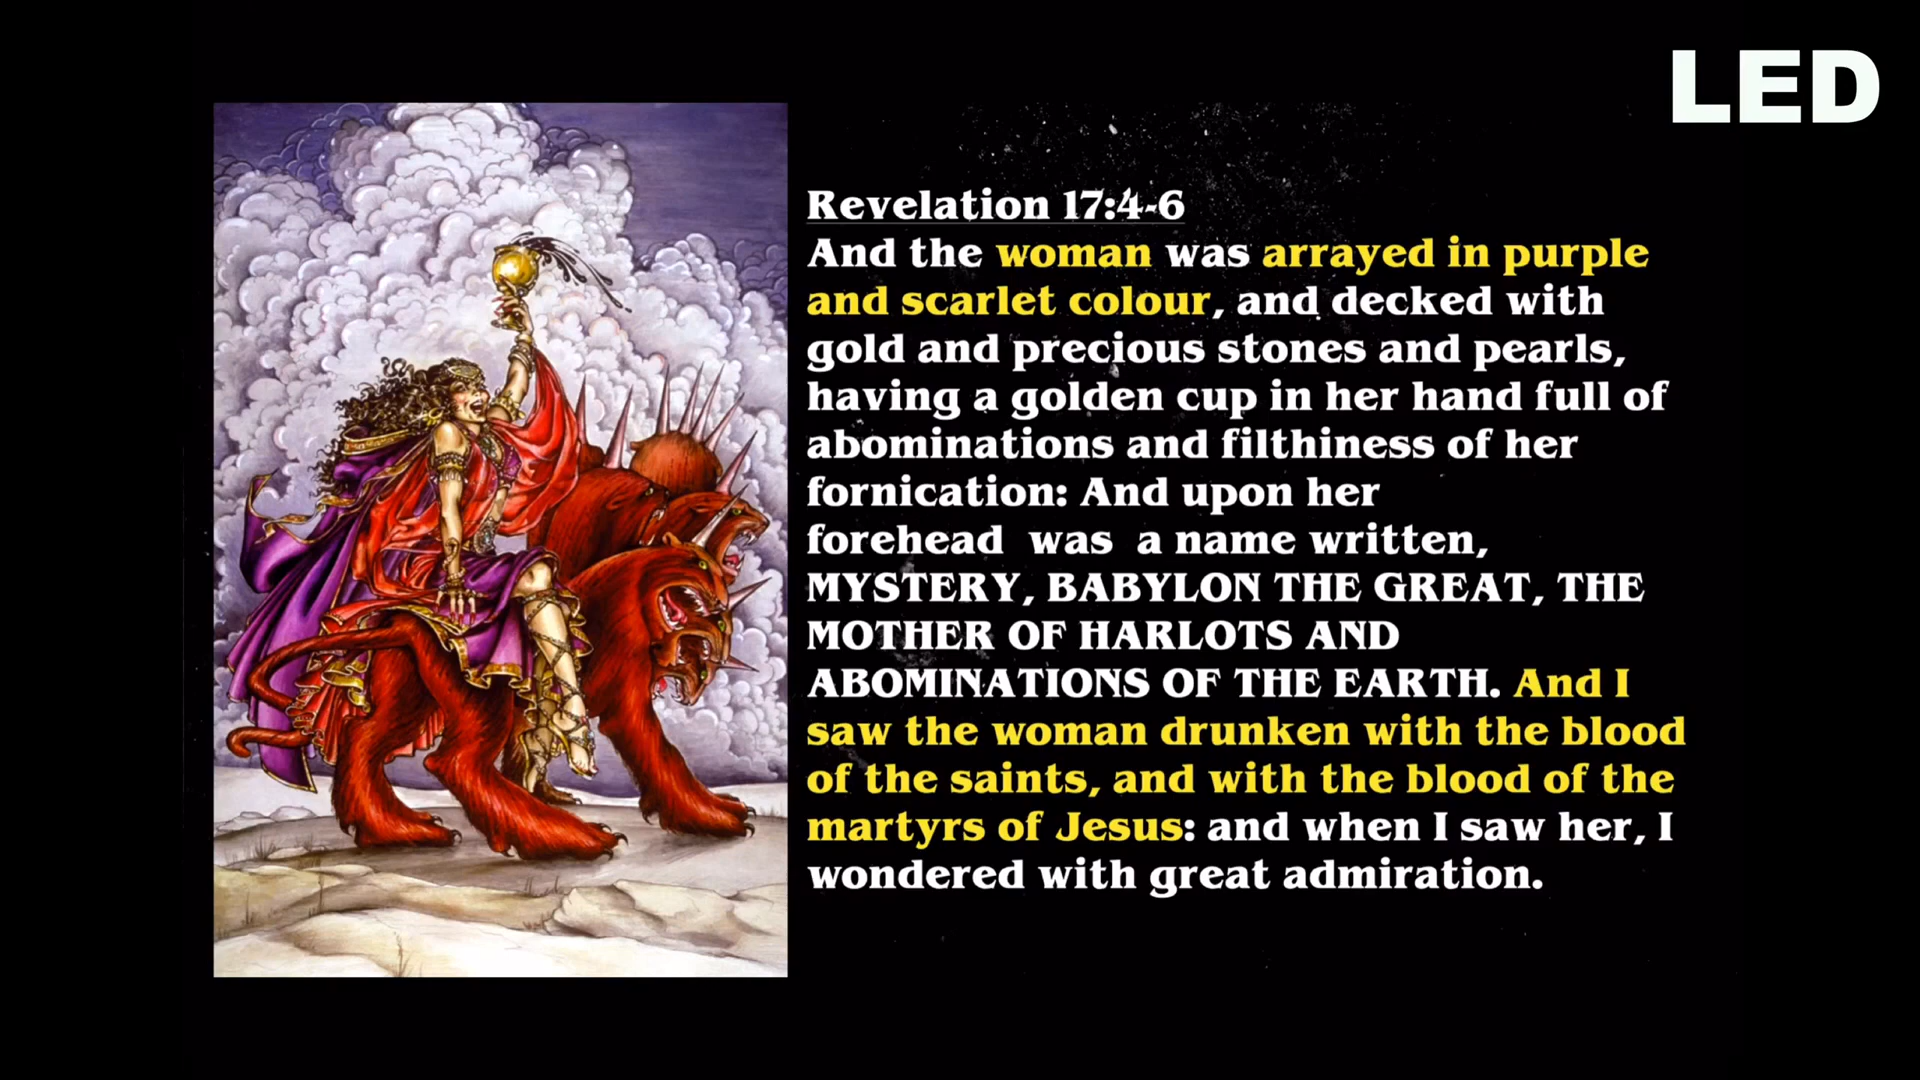 LED
Revelation 17:4-6
And the woman was arrayed in purple
and scarlet colour, and decked with
gold and precious stones and pearls,
having a golden cup in her hand full of
abominations and filthiness of her
fornication: And upon her
forehead was a name written,
MYSTERY, BABYLON THE GREAT, THE
MOTHER OF HARLOTS AND
ABOMINATIONS OF THE EARTH. And I
saw the woman drunken with the blood
of the saints, and with the blood of the
martyrs of Jesus: and when I saw her, I
wondered with great admiration.